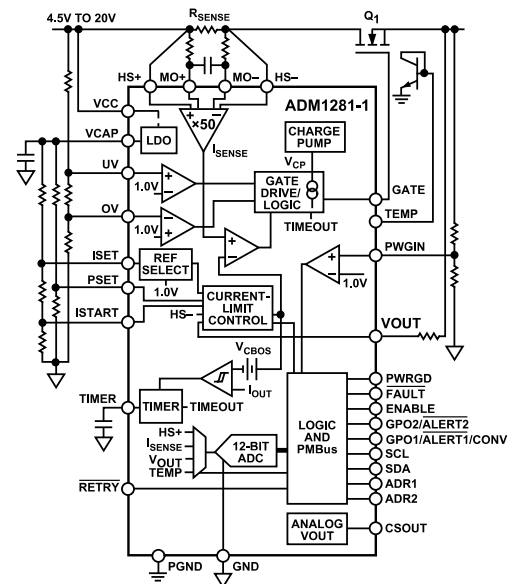 4.5V TO 20V
RSENSE
Q1
HS+ MO+ MO– HS–
ADM1281-1
VCC
VCAP
LDO
+ –
×50
ISENSE
CHARGE
PUMP
VCP
UV
1.0V
+
–
GATE
DRIVE/
LOGIC
GATE
TIMEOUT
TEMP
OV
1.0V
–
+
+
–
+
–
1.0V
PWGIN
ISET
REF
SELECT
1.0V
PSET
CURRENT-
LIMIT
CONTROL
HS–
ISTART
VOUT
VCBOS
IOUT
TIMER
TIMER
TIMEOUT
HS+
ISENSE
VOUT
TEMP
12-BIT
ADC
LOGIC
AND
PMBus
PWRGD
FAULT
ENABLE
GPO2/ALERT2
GPO1/ALERT1/CONV
SCL
SDA
ADR1
ADR2
RETRY
ANALOG
VOUT
CSOUT
PGND
GND